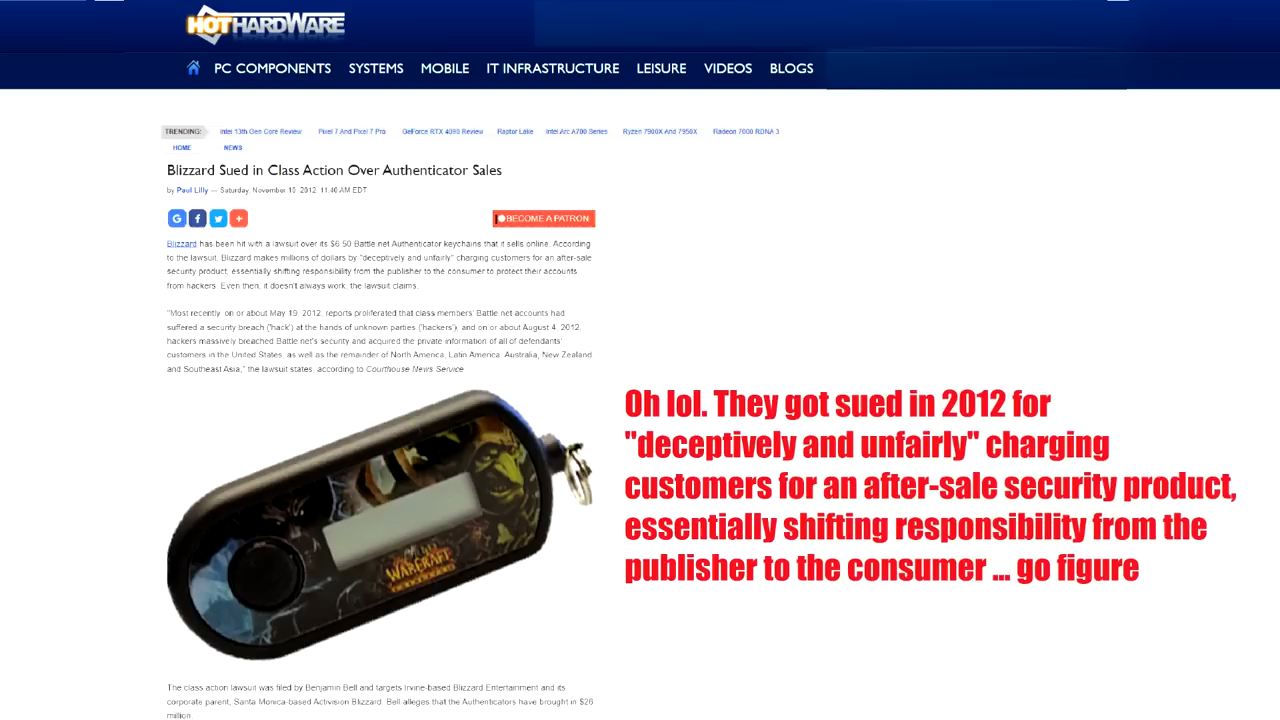 HOTHARDWARE
PC COMPONENTS SYSTEMS MOBILE IT INFRASTRUCTURE LEISURE VIDEOS BLOGS
TRENDING: Intel 13th Gen Core Review Pixel 7 And Pixel 7 Pro GeForce RTX 4090 Review Raptor Lake Intel Arc A700 Series Ryzen 7900X And 7950X Radeon 7000 RDNA 3
HOME NEWS
Blizzard Sued in Class Action Over Authenticator Sales
by Paul Lilly — Saturday, November 10, 2012, 11:40 AM EDT
G f +
BECOME A PATRON
Blizzard has been hit with a lawsuit over its $6.50 Battle.net Authenticator keychains that it sells online. According
to the lawsuit, Blizzard makes millions of dollars by "deceptively and unfairly" charging customers for an after-sale
security product, essentially shifting responsibility from the publisher to the consumer to protect their accounts
from hackers. Even then, it doesn't always work, the lawsuit claims.
"Most recently, on or about May 19, 2012, reports proliferated that class members' Battle.net accounts had
suffered a security breach ('hack') at the hands of unknown parties ('hackers'), and on or about August 4, 2012,
hackers massively breached Battle.net's security and acquired the private information of all of defendants'
customers in the United States, as well as the remainder of North America, Latin America, Australia, New Zealand
and Southeast Asia," the lawsuit states, according to Courthouse News Service
WARCRAFT
Oh lol. They got sued in 2012 for
"deceptively and unfairly" charging
customers for an after-sale security product,
essentially shifting responsibility from the
publisher to the consumer ... go figure
The class action lawsuit was filed by Benjamin Bell and targets Irvine-based Blizzard Entertainment and its
corporate parent, Santa Monica-based Activision Blizzard. Bell alleges that the Authenticators have brought in $26
million.